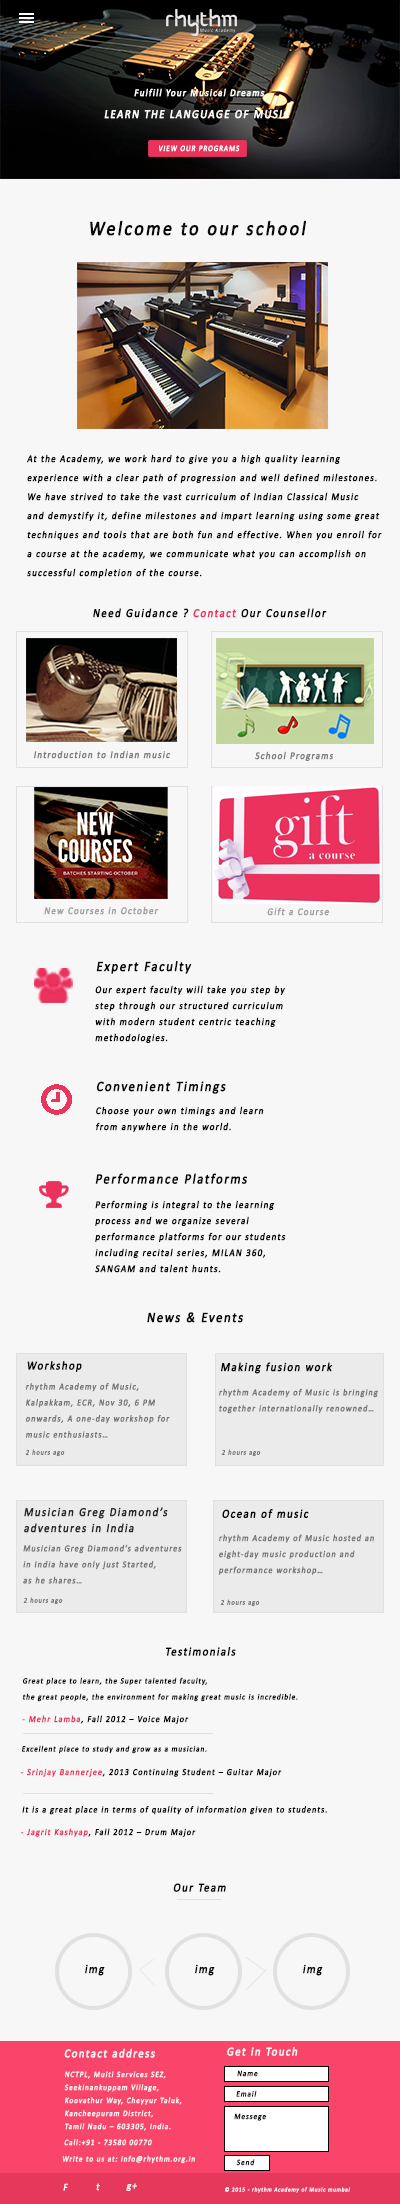 rhythm
Music Academy
Fulfill Your Musical Dreams
LEARN THE LANGUAGE OF MUSIC
VIEW OUR PROGRAMS
Welcome to our school
At the Academy, we work hard to give you a high quality learning
experience with a clear path of progression and well defined milestones.
We have strived to take the vast curriculum of Indian Classical Music
and demystify it, define milestones and impart learning using some great
techniques and tools that are both fun and effective. When you enroll for
a course at the academy, we communicate what you can accomplish on
successful completion of the course.
Need Guidance ? Contact Our Counsellor
Introduction to Indian music
School Programs
NEW
COURSES
BATCHES STARTING OCTOBER
New Courses in October
gift
a course
Gift a Course
Expert Faculty
Our expert faculty will take you step by
step through our structured curriculum
with modern student centric teaching
methodologies.
Convenient Timings
Choose your own timings and learn
from anywhere in the world.
Performance Platforms
Performing is integral to the learning
process and we organize several
performance platforms for our students
including recital series, MILAN 360,
SANGAM and talent hunts.
News & Events
Workshop
rhythm Academy of Music,
Kalpakkam, ECR, Nov 30, 6 PM
onwards, A one-day workshop for
music enthusiasts…
2 hours ago
Making fusion work
rhythm Academy of Music is bringing
together internationally renowned…
2 hours ago
Musician Greg Diamond's
adventures in India
Musician Greg Diamond's adventures
in India have only just Started,
as he shares…
2 hours ago
Ocean of music
rhythm Academy of Music hosted an
eight-day music production and
performance workshop…
2 hours ago
Testimonials
Great place to learn, the Super talented faculty,
the great people, the environment for making great music is incredible.
- Mehr Lamba, Fall 2012 – Voice Major
Excellent place to study and grow as a musician.
- Srinjay Bannerjee, 2013 Continuing Student – Guitar Major
It is a great place in terms of quality of information given to students.
- Jagrit Kashyap, Fall 2012 – Drum Major
Our Team
img
img
img
Contact address
NCTPL, Multi Services SEZ,
Seekinankuppam Village,
Koovathur Way, Cheyyur Taluk,
Kancheepuram District,
Tamil Nadu – 603305, India.
Call:+91 - 73580 00770
Write to us at: info@rhythm.org.in
Get in Touch
Name
Email
Messege
Send
F t g+
© 2015 - rhythm Academy of Music mumbai